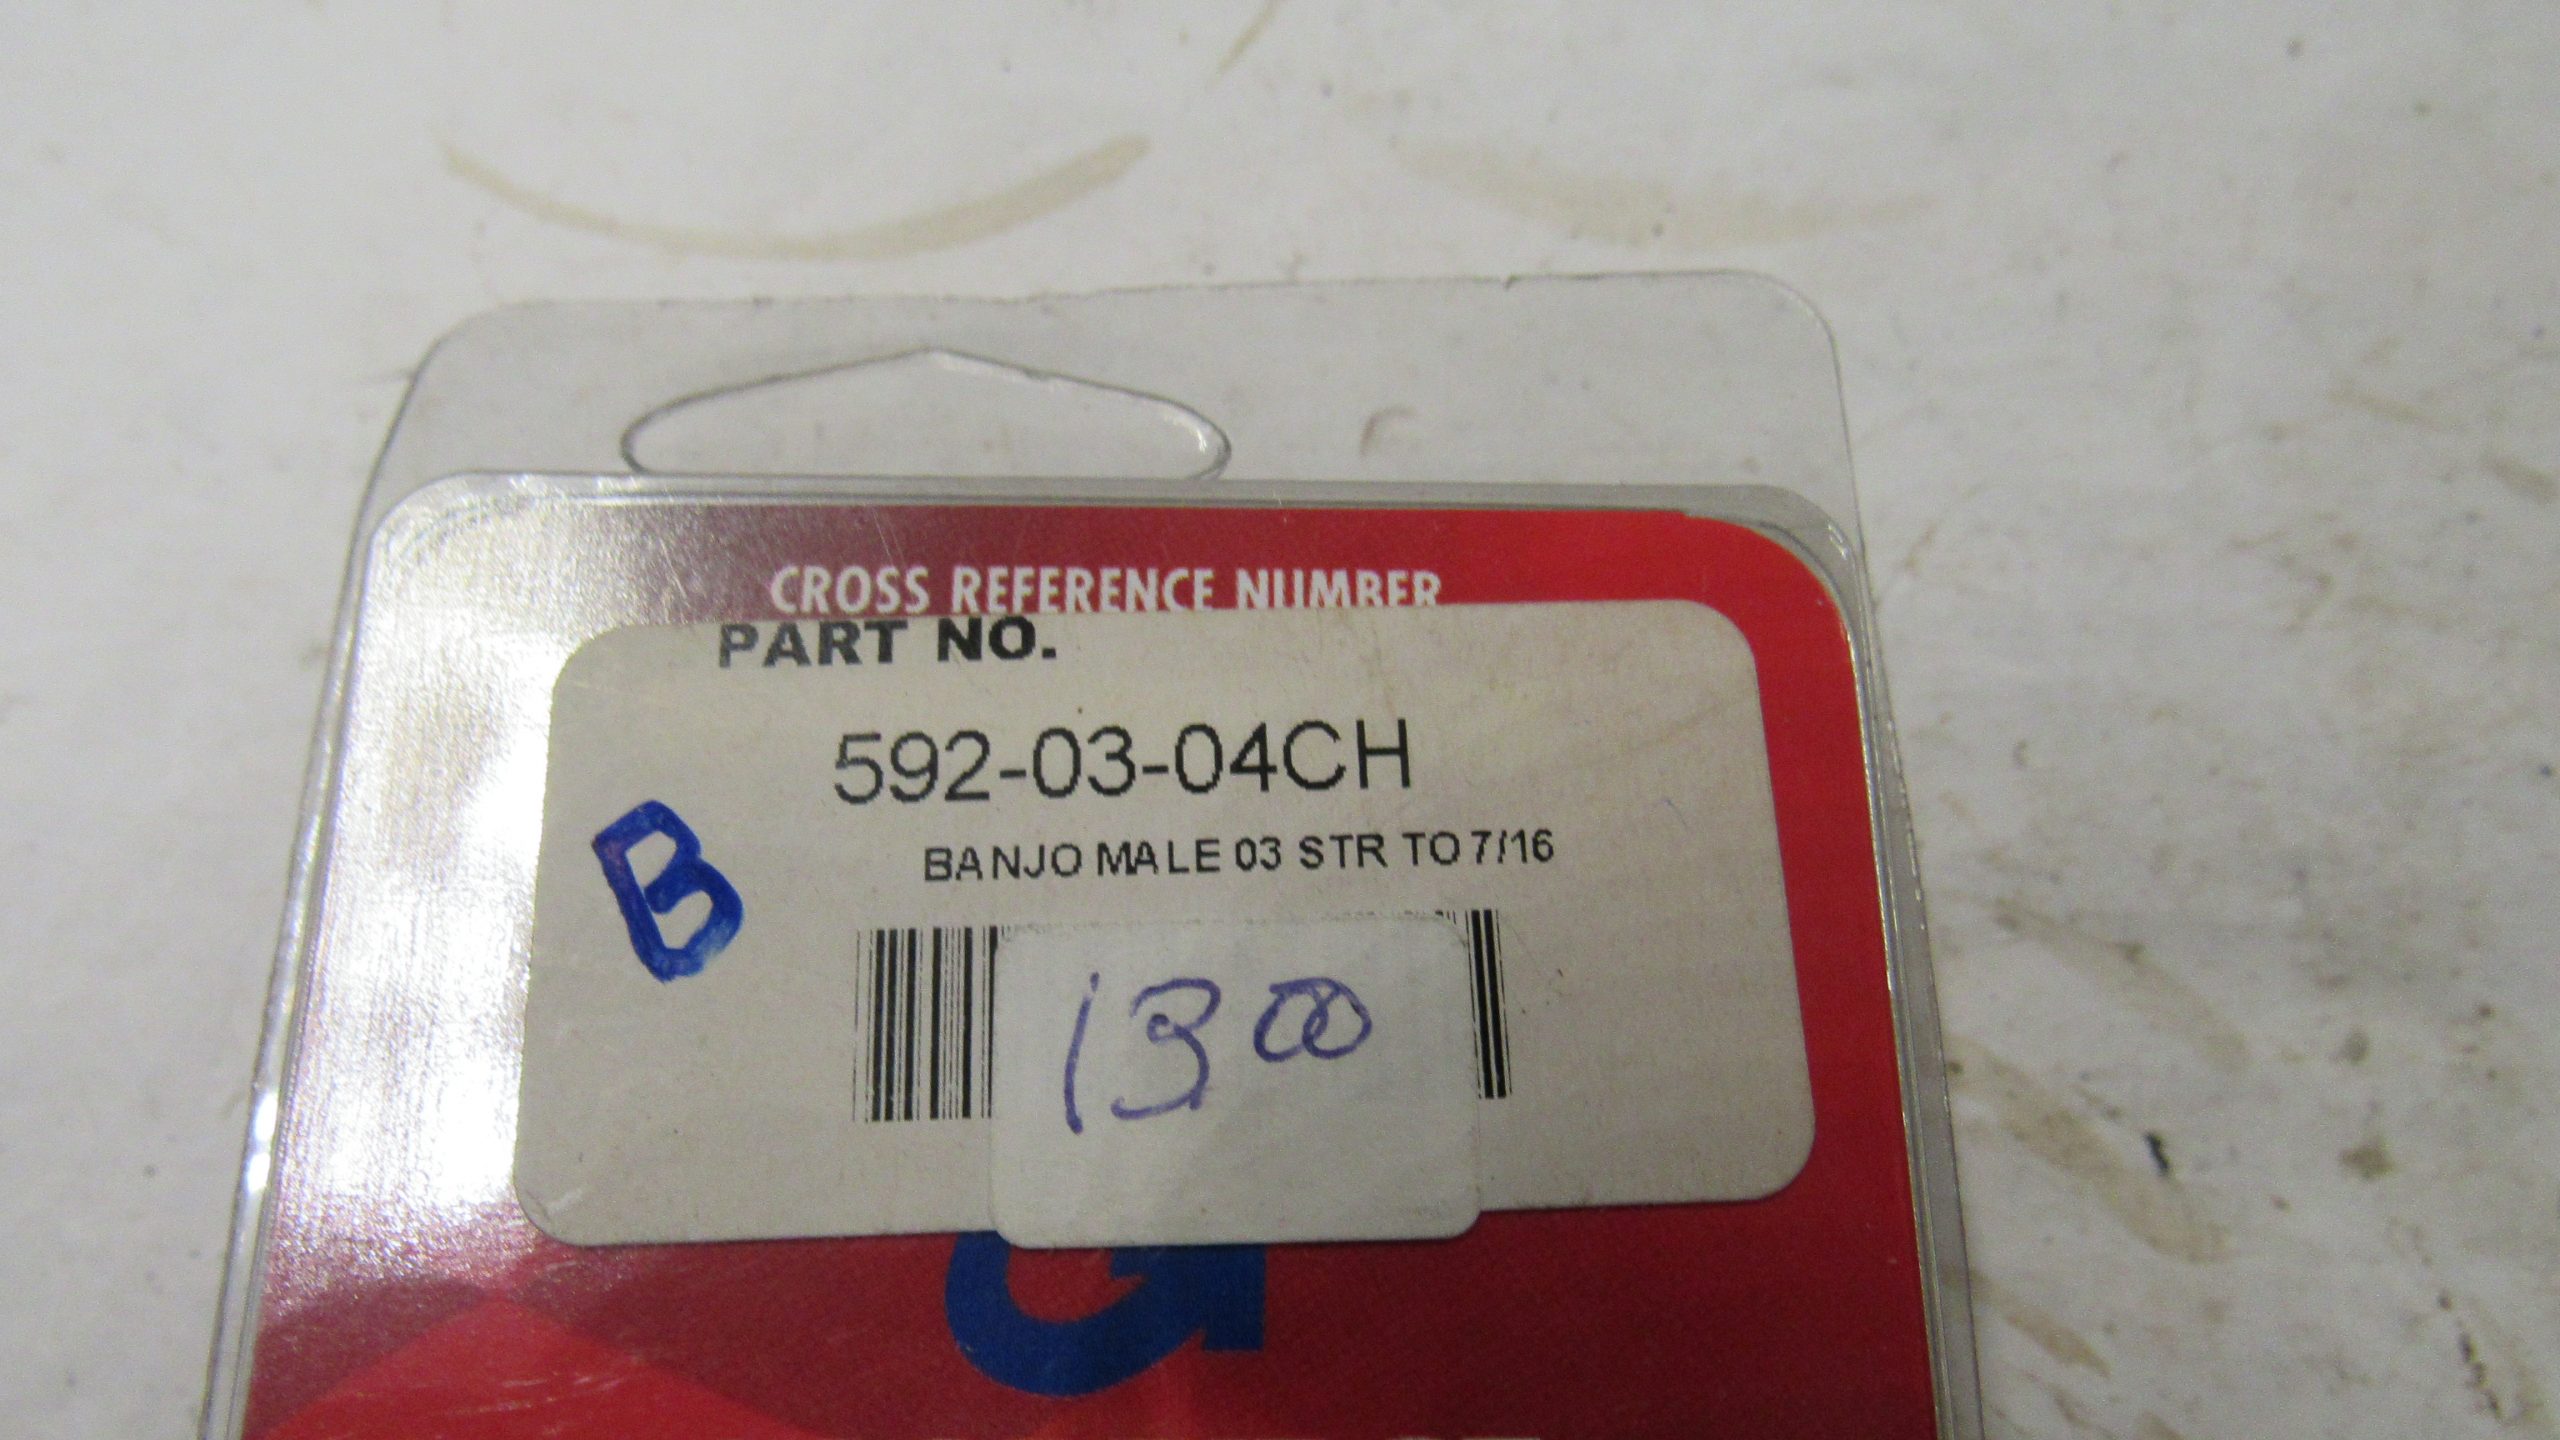 CROSS REFERENCE NUMBER
PART NO.
592-03-04CH
BANJO MALE 03 STR TO 7/16
B
13 00